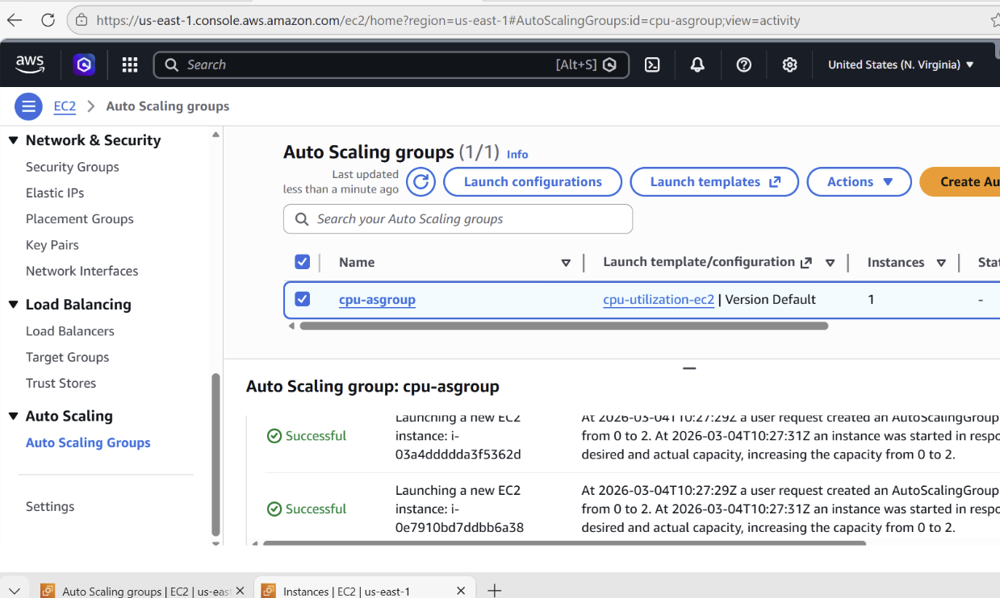 https://us-east-1.console.aws.amazon.com/ec2/home?region=us-east-1#AutoScalingGroups:id=cpu-asgroup;view=activity
aws
Search
[Alt+S]
United States (N. Virginia)
EC2
Auto Scaling groups
Network & Security
Security Groups
Elastic IPs
Placement Groups
Key Pairs
Network Interfaces
Load Balancing
Load Balancers
Target Groups
Trust Stores
Auto Scaling
Auto Scaling Groups
Settings
Auto Scaling groups (1/1) Info
Last updated
less than a minute ago
Launch configurations
Launch templates
Actions
Create Au
Search your Auto Scaling groups
Name
Launch template/configuration
Instances
Stat
cpu-asgroup
cpu-utilization-ec2 | Version Default
1
-
Auto Scaling group: cpu-asgroup
Successful
Launching a new EC2
instance: i-
03a4ddddda3f5362d
At 2026-03-04T10:27:29Z a user request created an AutoScalingGroup
from 0 to 2. At 2026-03-04T10:27:31Z an instance was started in respo
desired and actual capacity, increasing the capacity from 0 to 2.
Successful
Launching a new EC2
instance: i-
0e7910bd7ddbb6a38
At 2026-03-04T10:27:29Z a user request created an AutoScalingGroup
from 0 to 2. At 2026-03-04T10:27:31Z an instance was started in respo
desired and actual capacity, increasing the capacity from 0 to 2.
Auto Scaling groups | EC2 | us-east
Instances | EC2 | us-east-1